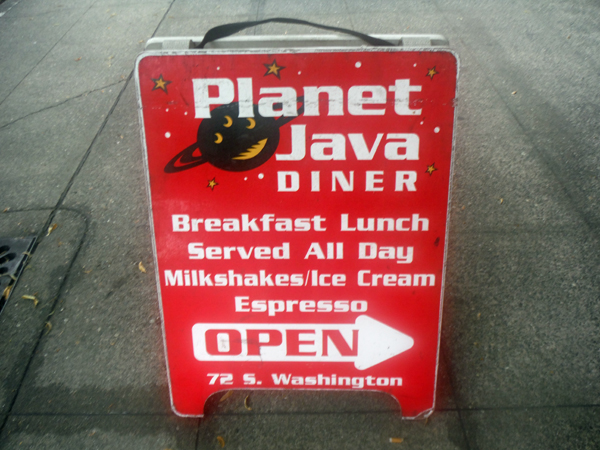 Planet
Java
DINER
Breakfast Lunch
Served All Day
Milkshakes/Ice Cream
Espresso
OPEN
72 S. Washington